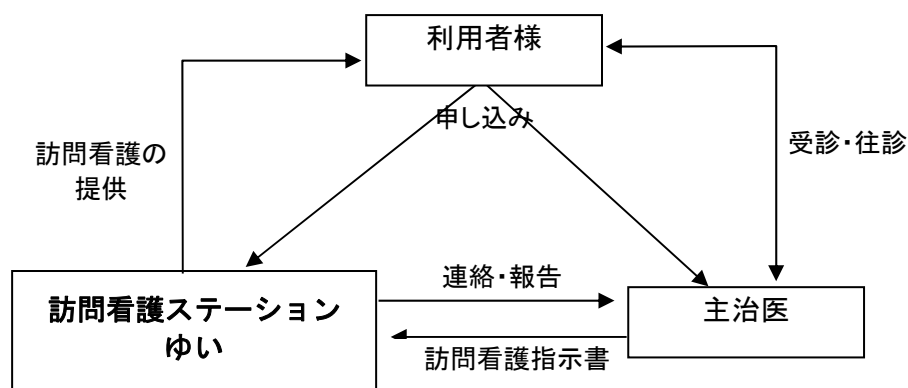 利用者様
申し込み
訪問看護の
提供
受診・往診
連絡・報告
訪問看護ステーション
ゆい
主治医
訪問看護指示書